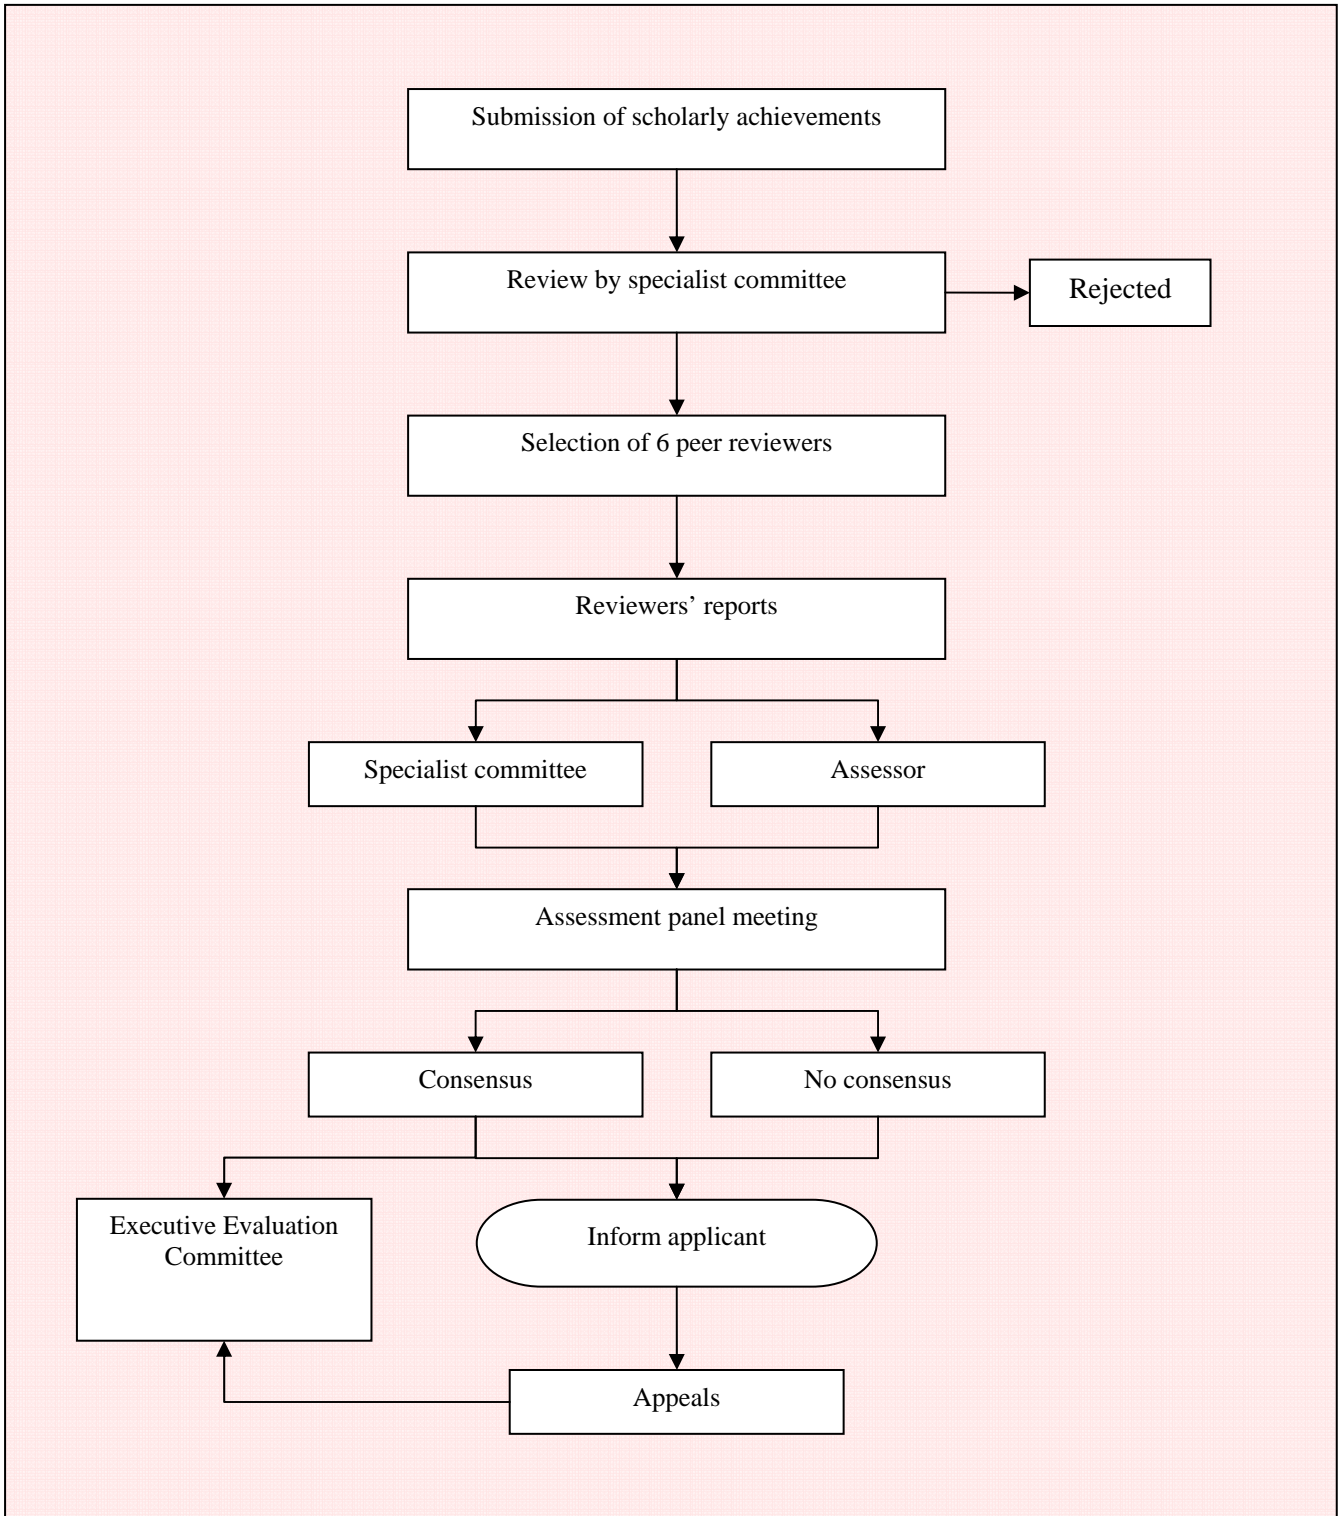 Submission of scholarly achievements
Review by specialist committee
Rejected
Selection of 6 peer reviewers
Reviewers’ reports
Specialist committee
Assessor
Assessment panel meeting
Consensus
No consensus
Executive Evaluation
Committee
Inform applicant
Appeals